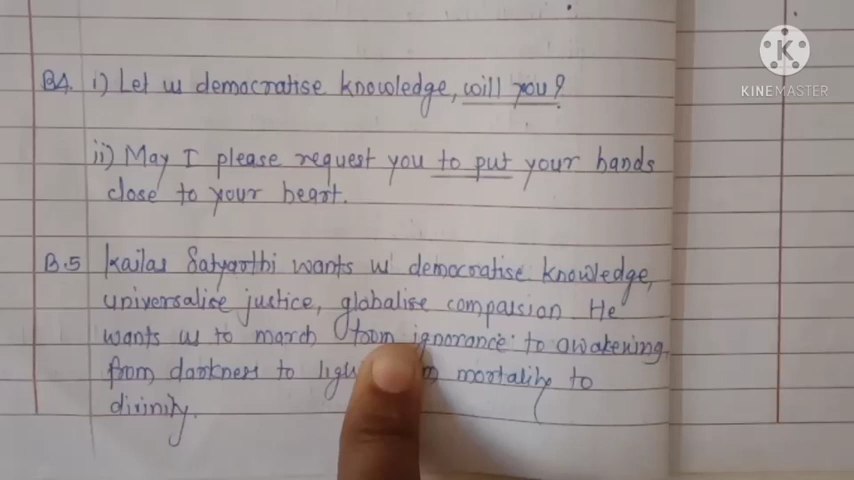 K
KINEMASTER
B4. i) Let us democratise knowledge, will you?
ii) May I please request you to put your hands
close to your heart.
B.5 Kailas Satyarthi wants us democratise knowledge,
universalise justice, globalise compassion. He
wants us to march from ignorance to awakening,
from darkness to mortality to
divinity.